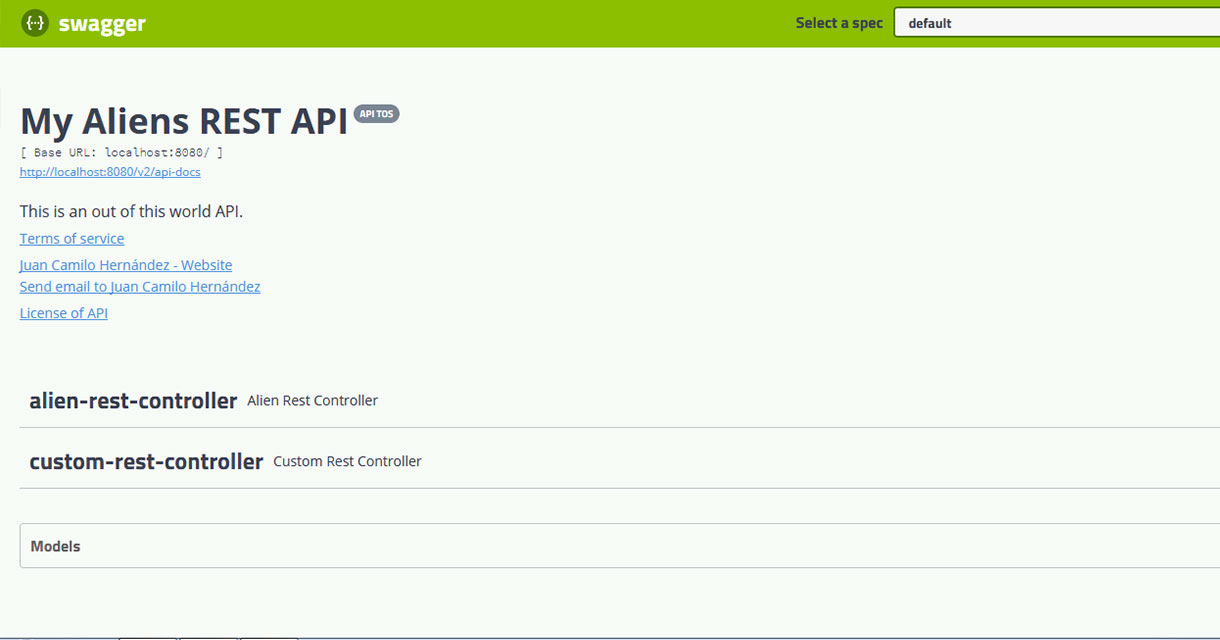 {···} swagger
Select a spec default
My Aliens REST API API TOS
[ Base URL: localhost:8080/ ]
http://localhost:8080/v2/api-docs
This is an out of this world API.
Terms of service
Juan Camilo Hernández - Website
Send email to Juan Camilo Hernández
License of API
alien-rest-controller Alien Rest Controller
custom-rest-controller Custom Rest Controller
Models